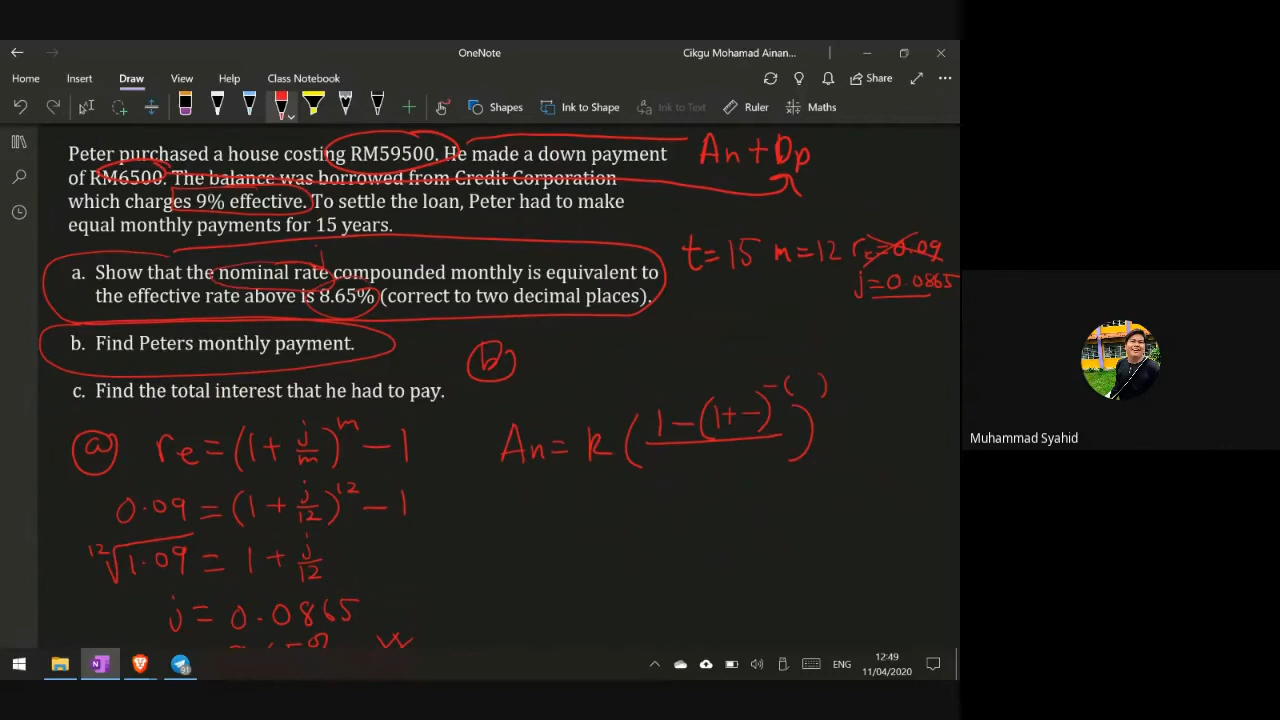 OneNote
Cikgu Mohamad Ainan...
Home Insert Draw View Help Class Notebook
Share
Shapes Ink to Shape Ink to Text Ruler Maths
Peter purchased a house costing RM59500. He made a down payment
of RM6500. The balance was borrowed from Credit Corporation
which charges 9% effective. To settle the loan, Peter had to make
equal monthly payments for 15 years.
An + Dp
t = 15 m = 12 re = 0.09
j = 0.0865
j
a. Show that the nominal rate compounded monthly is equivalent to
the effective rate above is 8.65% (correct to two decimal places).
b. Find Peters monthly payment.
c. Find the total interest that he had to pay.
(a) re = (1 + j/m)^m - 1
0.09 = (1 + j/12)^12 - 1
12√1.09 = 1 + j/12
j = 0.0865
(b)
An = R ( 1 - (1 + -)^-( ) )
Muhammad Syahid
91
ENG
12:49
11/04/2020